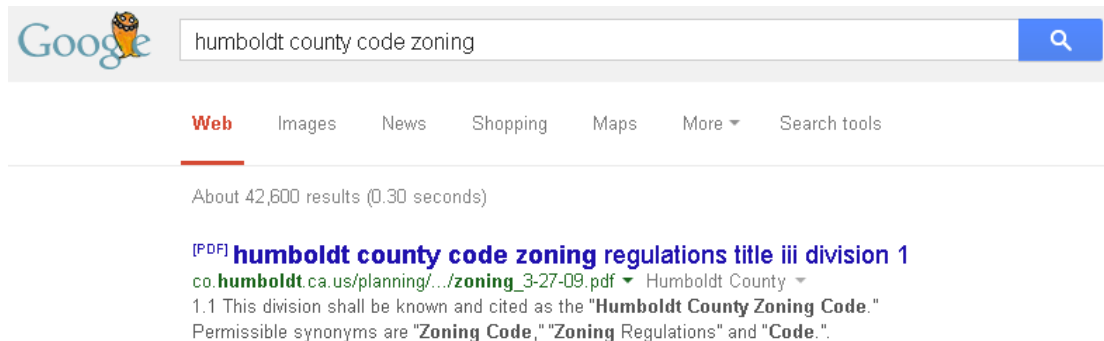 Google
humboldt county code zoning
Web Images News Shopping Maps More Search tools
About 42,600 results (0.30 seconds)
[PDF] humboldt county code zoning regulations title iii division 1
co.humboldt.ca.us/planning/.../zoning_3-27-09.pdf Humboldt County
1.1 This division shall be known and cited as the "Humboldt County Zoning Code."
Permissible synonyms are "Zoning Code," "Zoning Regulations" and "Code.".